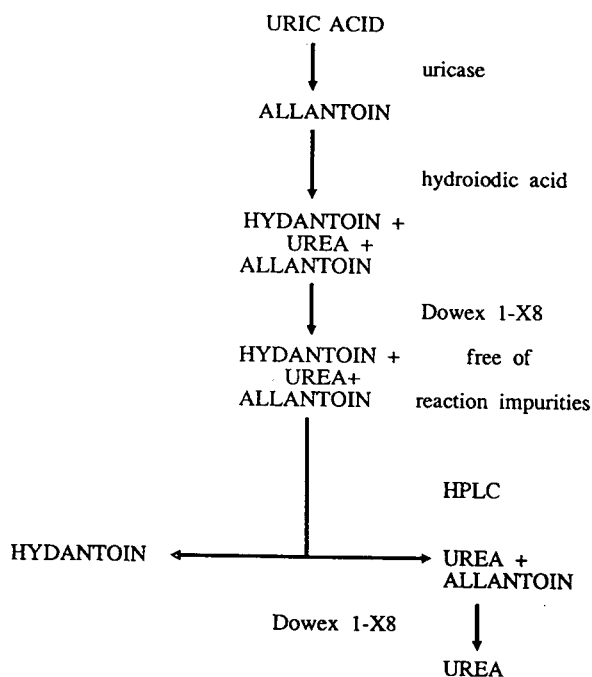 URIC ACID
uricase
ALLANTOIN
hydroiodic acid
HYDANTOIN +
UREA +
ALLANTOIN
Dowex 1-X8
HYDANTOIN +
free of
UREA+
ALLANTOIN
reaction impurities
HPLC
HYDANTOIN
UREA +
ALLANTOIN
Dowex 1-X8
UREA